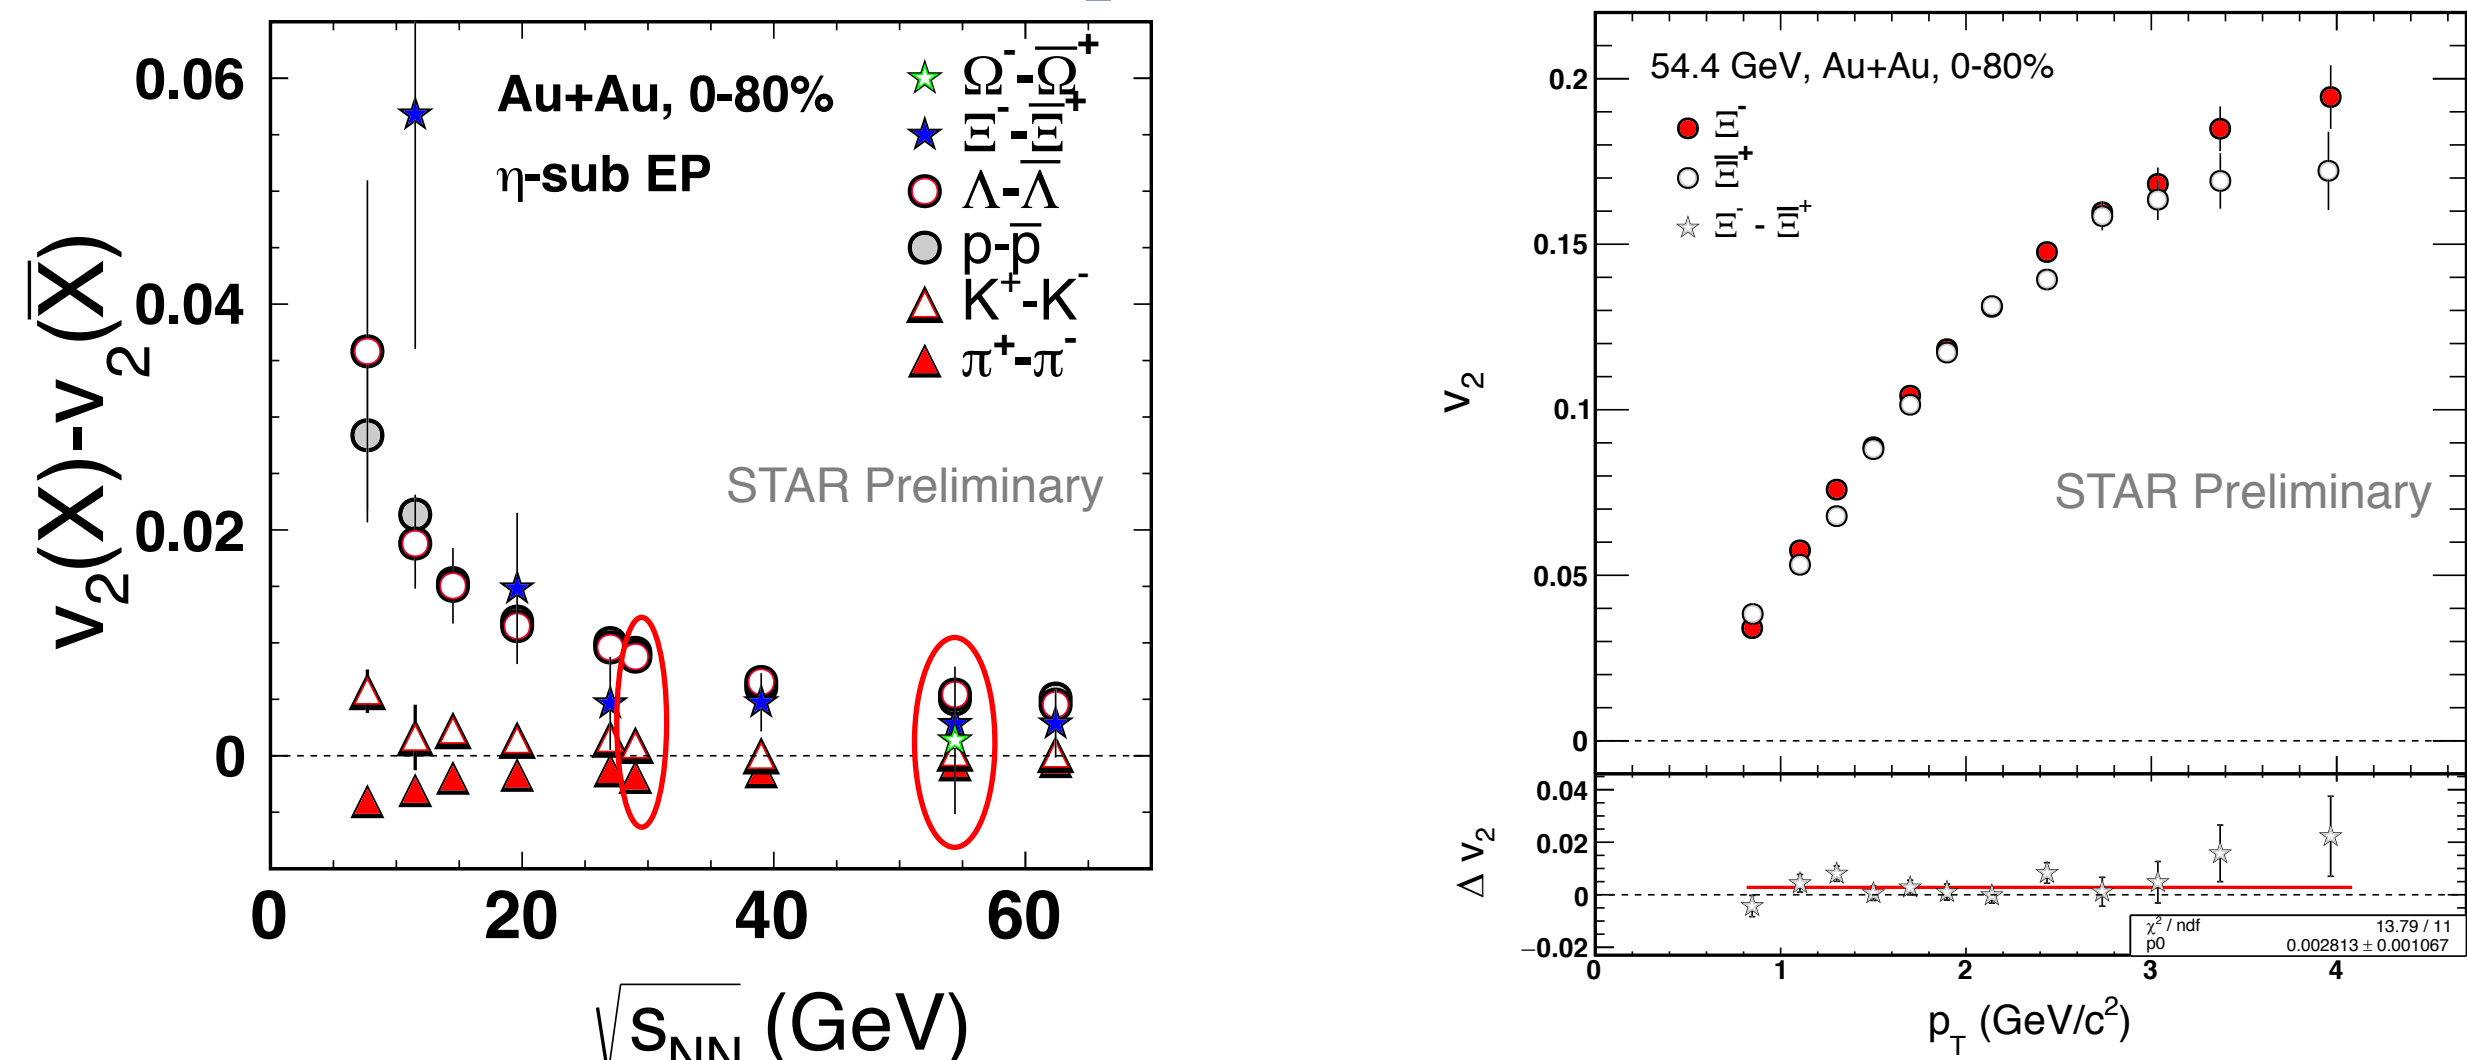 Au+Au, 0-80%
η-sub EP
Ω⁻-Ω̅⁺
Ξ⁻-Ξ̅⁺
Λ-Λ̅
p-p̅
K⁺-K⁻
π⁺-π⁻
STAR Preliminary
v₂(X)-v₂(X̅)
0.06
0.04
0.02
0
0 20 40 60
√s_NN (GeV)
54.4 GeV, Au+Au, 0-80%
Ξ⁻
Ξ̅⁺
Ξ⁻ - Ξ̅⁺
STAR Preliminary
v₂
0.2
0.15
0.1
0.05
0
Δ v₂
0.04
0.02
0
−0.02
χ² / ndf 13.79 / 11
p0 0.002813 ± 0.001067
0 1 2 3 4
p_T (GeV/c²)